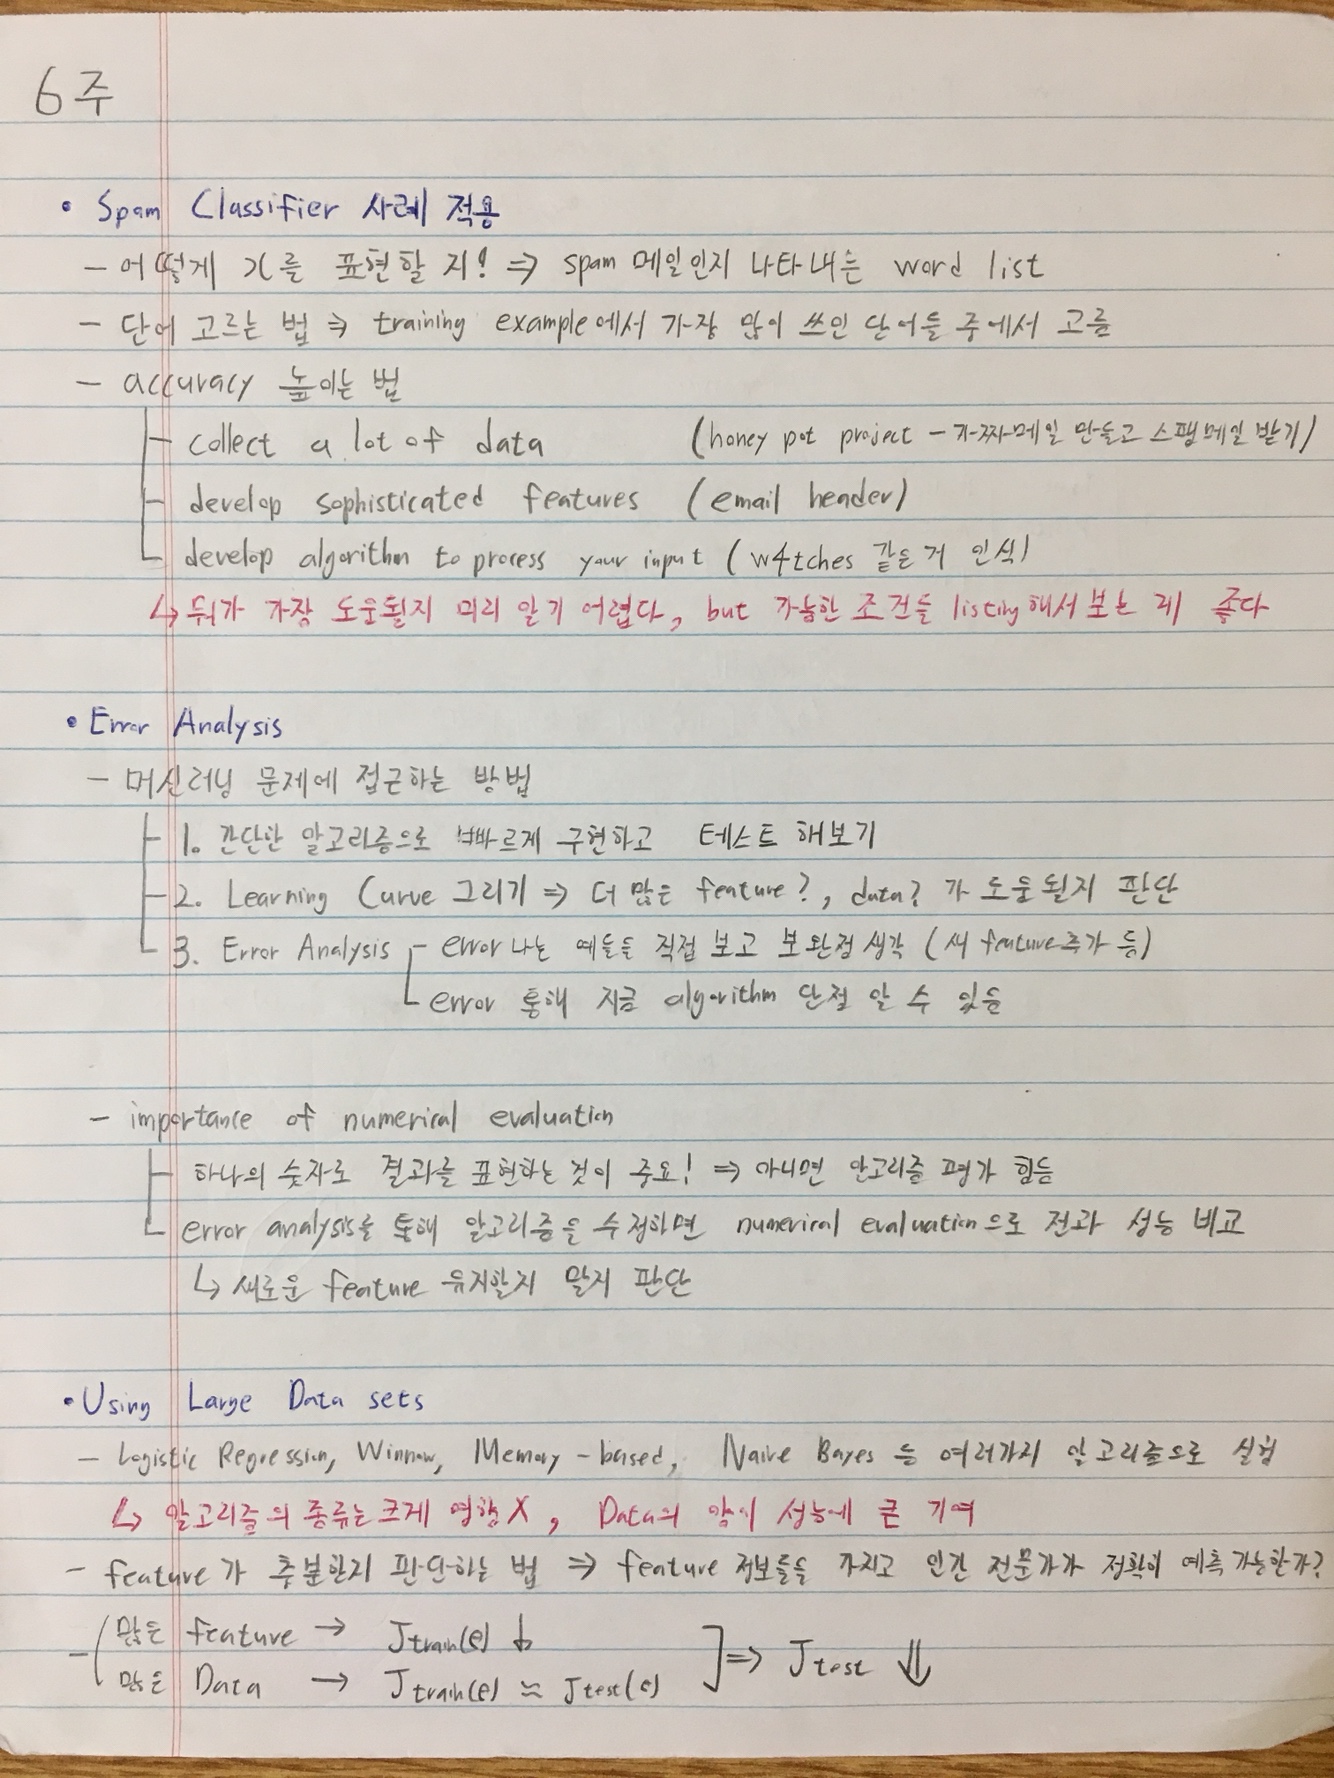 6주
• Spam Classifier 사례 적용
- 어떻게 x를 표현할 지! ⇒ spam 메일인지 나타내는 word list
- 단어 고르는 법 ⇒ training example에서 가장 많이 쓰인 단어들 중에서 고름
- accuracy 높이는 법
collect a lot of data (honey pot project - 가짜메일 만들고 스팸메일 받기)
develop sophisticated features (email header)
develop algorithm to process your input (w4tches 같은거 인식)
↳ 뭐가 가장 도움될지 미리 알기 어렵다, but 가능한 조건들 listing해서 보는 게 좋다
• Error Analysis
- 머신러닝 문제에 접근하는 방법
1. 간단한 알고리즘으로 빠르게 구현하고 테스트 해보기
2. Learning Curve 그리기 ⇒ 더 많은 feature?, data?가 도움될지 판단
3. Error Analysis - error나는 예들을 직접 보고 보완점 생각 (새 feature추가 등)
error 통해 지금 algorithm 단점 알 수 있음
- importance of numerical evaluation
하나의 숫자로 결과를 표현하는 것이 중요! ⇒ 아니면 알고리즘 평가 힘듦
error analysis를 통해 알고리즘을 수정하면 numerical evaluation으로 전과 성능 비교
↳ 새로운 feature 유지할지 말지 판단
• Using Large Data sets
- Logistic Regression, Winnow, Memory-based, Naive Bayes 등 여러가지 알고리즘으로 실험
↳ 알고리즘의 종류는 크게 영향X, Data의 양이 성능에 큰 기여
- feature가 충분한지 판단하는 법 ⇒ feature 정보들을 가지고 인간 전문가가 정확히 예측 가능한가?
- 많은 feature → Jtrain(θ) ↓
많은 Data → Jtrain(θ) ≈ Jtest(θ) ] ⇒ Jtest ⇓